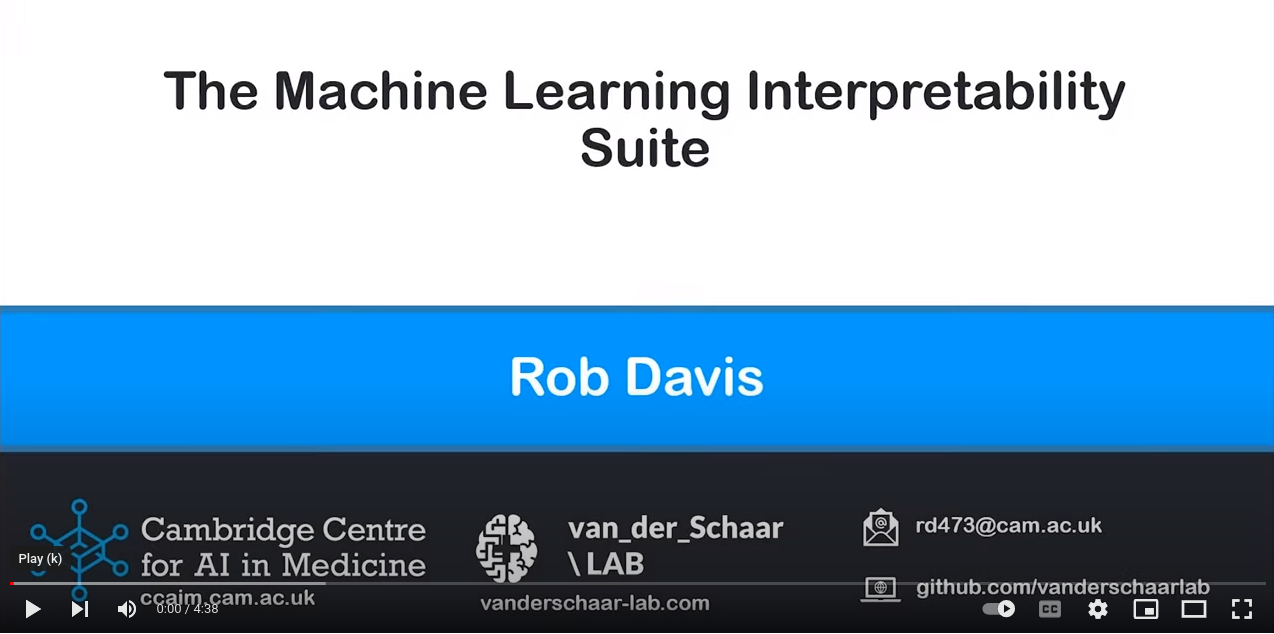 The Machine Learning Interpretability
Suite
Rob Davis
Cambridge Centre
for AI in Medicine
ccaim.cam.ac.uk
van_der_Schaar
\ LAB
vanderschaar-lab.com
rd473@cam.ac.uk
github.com/vanderschaarlab
Play (k)
0:00 / 4:38
CC